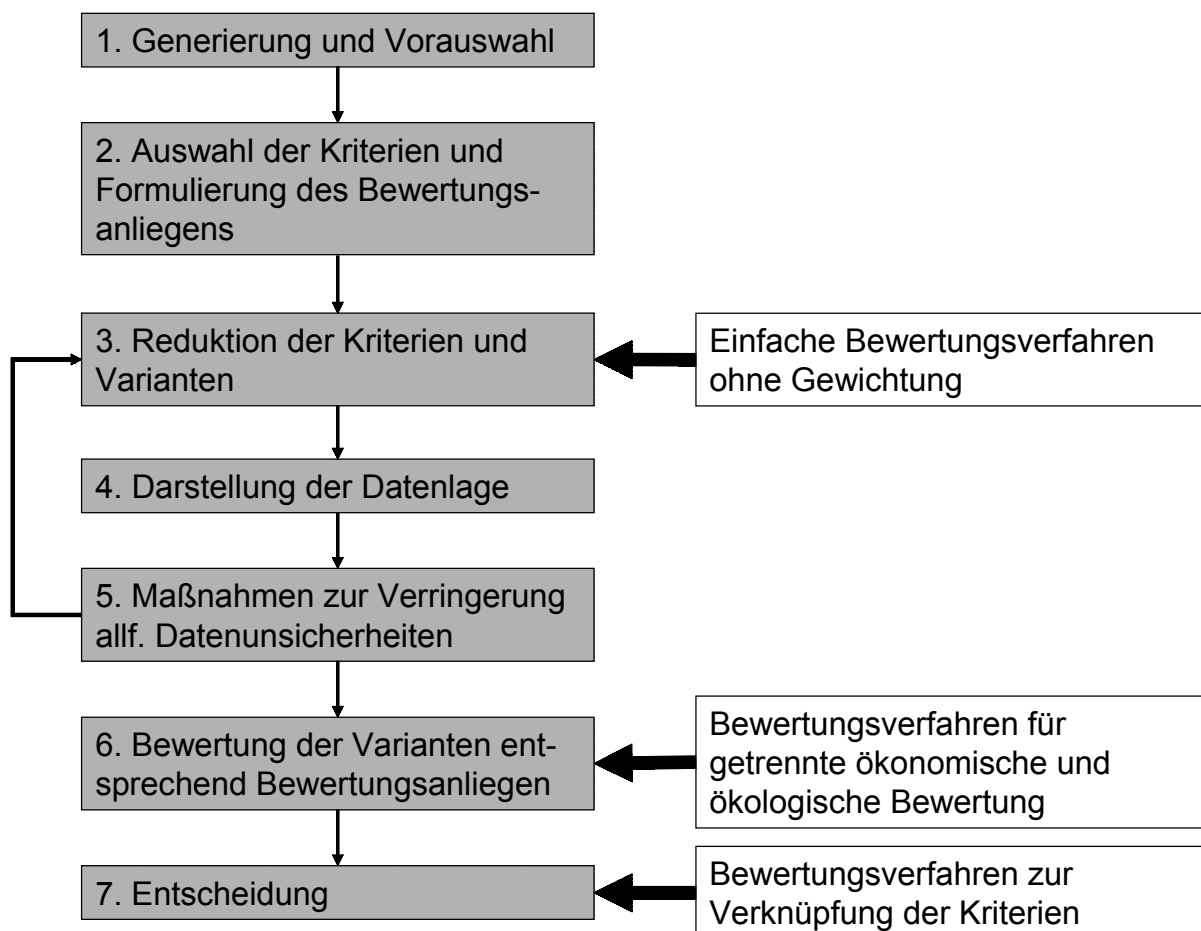 1. Generierung und Vorauswahl
2. Auswahl der Kriterien und
Formulierung des Bewertungs-
anliegens
3. Reduktion der Kriterien und
Varianten
Einfache Bewertungsverfahren
ohne Gewichtung
4. Darstellung der Datenlage
5. Maßnahmen zur Verringerung
allf. Datenunsicherheiten
6. Bewertung der Varianten ent-
sprechend Bewertungsanliegen
Bewertungsverfahren für
getrennte ökonomische und
ökologische Bewertung
7. Entscheidung
Bewertungsverfahren zur
Verknüpfung der Kriterien